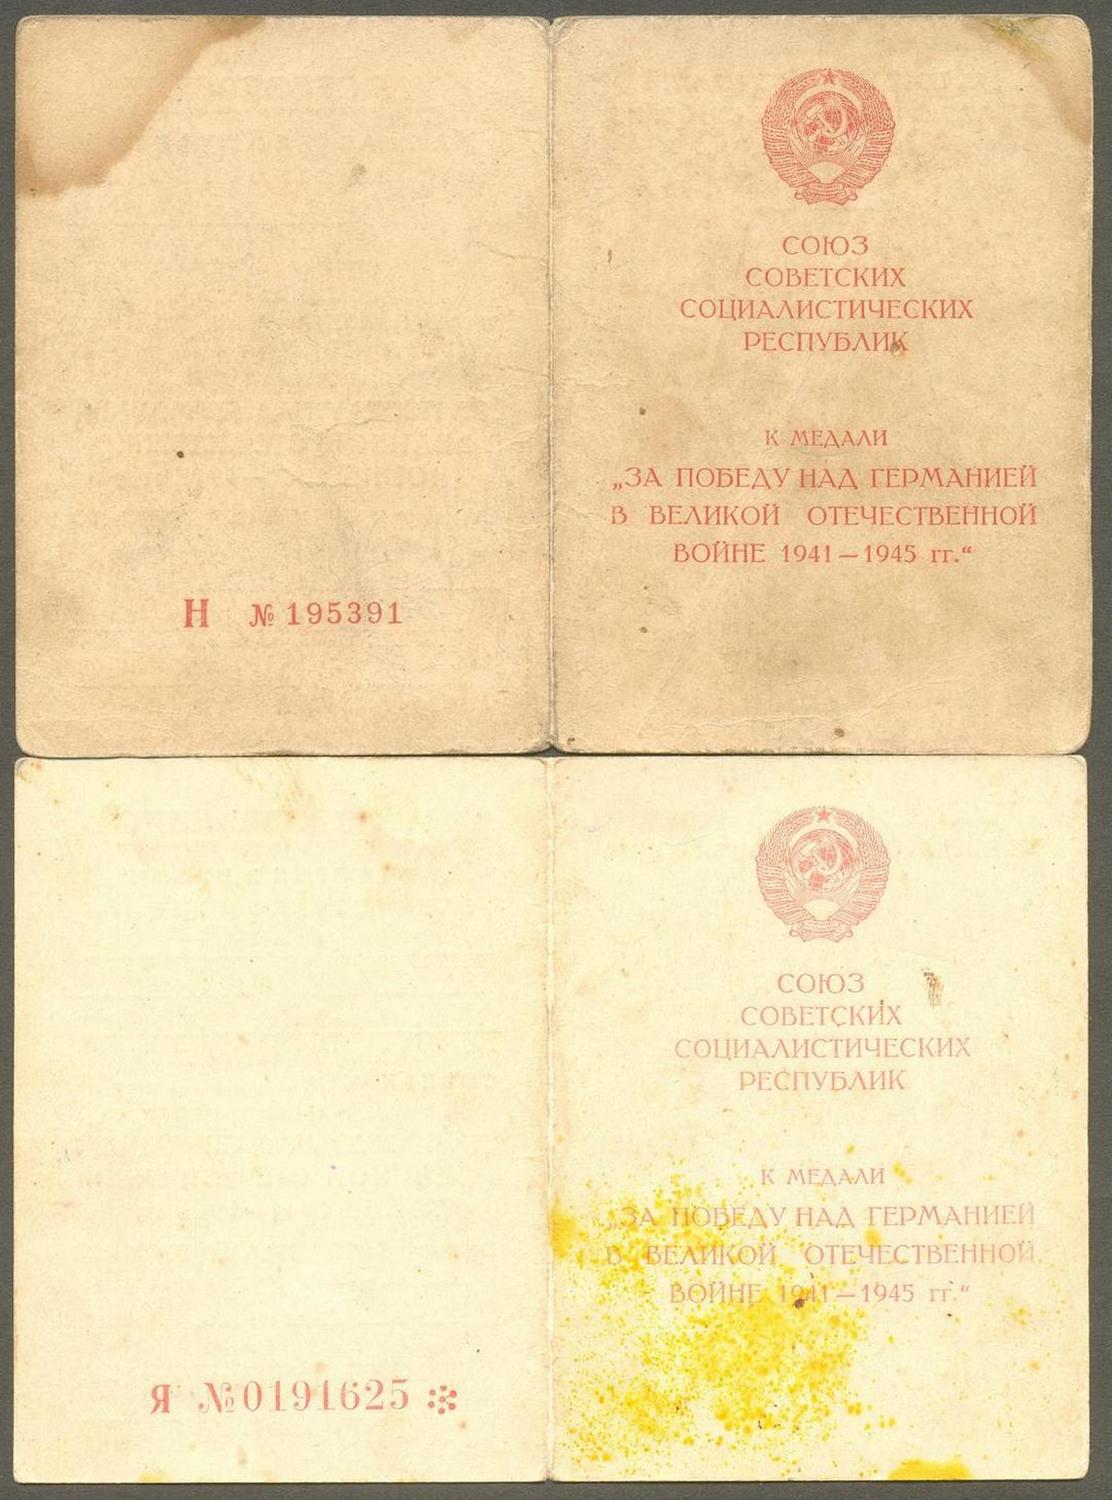 СОЮЗ
СОВЕТСКИХ
СОЦИАЛИСТИЧЕСКИХ
РЕСПУБЛИК
К МЕДАЛИ
„ЗА ПОБЕДУ НАД ГЕРМАНИЕЙ
В ВЕЛИКОЙ ОТЕЧЕСТВЕННОЙ
ВОЙНЕ 1941—1945 гг.“
Н № 195391
СОЮЗ
СОВЕТСКИХ
СОЦИАЛИСТИЧЕСКИХ
РЕСПУБЛИК
К МЕДАЛИ
„ЗА ПОБЕДУ НАД ГЕРМАНИЕЙ
В ВЕЛИКОЙ ОТЕЧЕСТВЕННОЙ
ВОЙНЕ 1941—1945 гг.“
Я №0191625